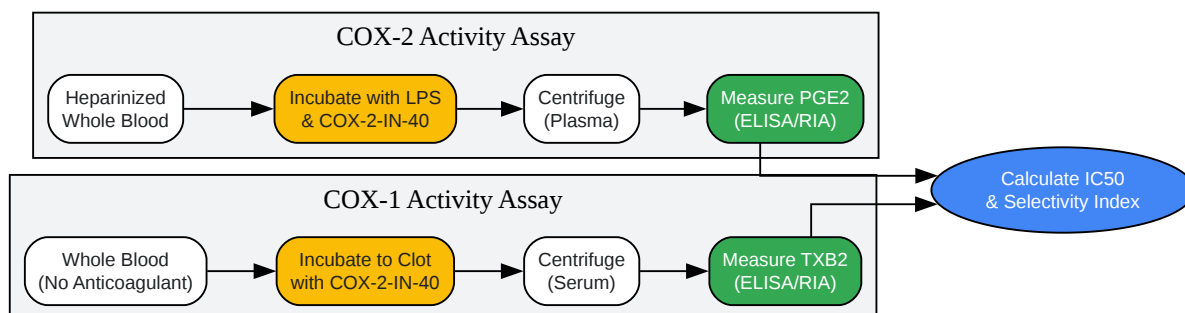 COX-2 Activity Assay
Heparinized
Whole Blood
Incubate with LPS
& COX-2-IN-40
Centrifuge
(Plasma)
Measure PGE2
(ELISA/RIA)
Calculate IC50
& Selectivity Index
COX-1 Activity Assay
Whole Blood
(No Anticoagulant)
Incubate to Clot
with COX-2-IN-40
Centrifuge
(Serum)
Measure TXB2
(ELISA/RIA)